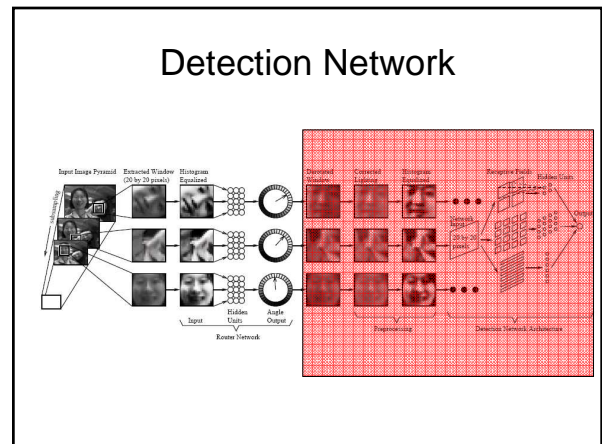 Detection Network
Input Image Pyramid
Extracted Window
(20 by 20 pixels)
Histogram
Equalized
Derotated
Window
Corrected
Lighting
Histogram
Equalized
Receptive Fields
Hidden Units
subsampling
Network
Input
Output
20 by 20
pixels
Hidden
Units
Angle
Output
Input
Router Network
Preprocessing
Detection Network Architecture